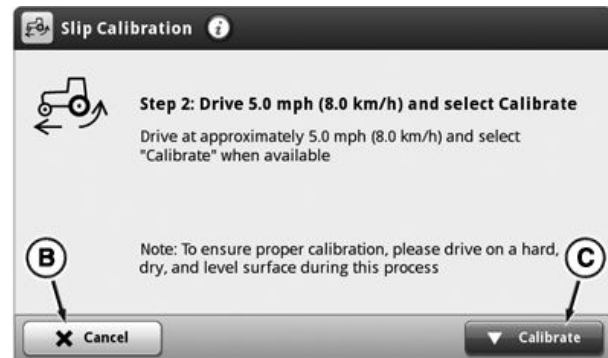 Slip Calibration i
Step 2: Drive 5.0 mph (8.0 km/h) and select Calibrate
Drive at approximately 5.0 mph (8.0 km/h) and select
"Calibrate" when available
Note: To ensure proper calibration, please drive on a hard,
dry, and level surface during this process
B
C
Cancel
Calibrate